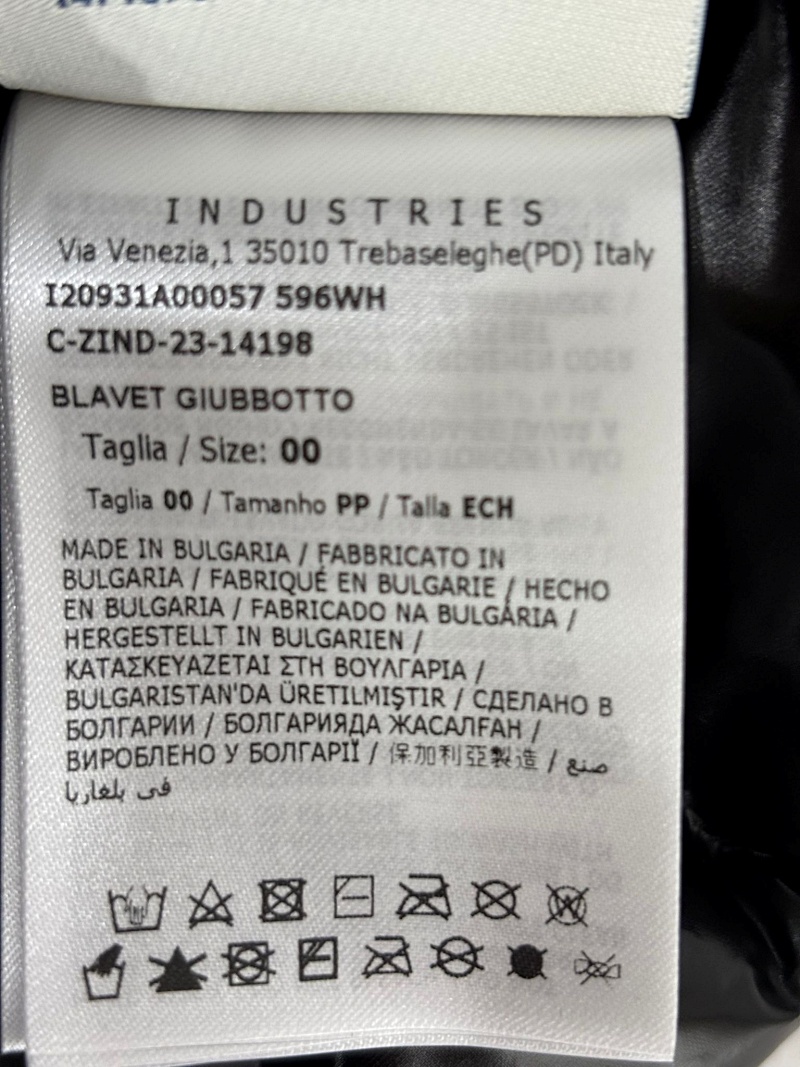 INDUSTRIES
Via Venezia,1 35010 Trebaseleghe(PD) Italy
I20931A00057 596WH
C-ZIND-23-14198
BLAVET GIUBBOTTO
Taglia / Size: 00
Taglia 00 / Tamanho PP / Talla ECH
MADE IN BULGARIA / FABBRICATO IN
BULGARIA / FABRIQUÉ EN BULGARIE / HECHO
EN BULGARIA / FABRICADO NA BULGÁRIA /
HERGESTELLT IN BULGARIEN /
ΚΑΤΑΣΚΕΥΑΖΕΤΑΙ ΣΤΗ ΒΟΥΛΓΑΡΙΑ /
BULGARISTAN'DA ÜRETILMIŞTIR / СДЕЛАНО В
БОЛГАРИИ / БОЛГАРИЯДА ЖАСАЛҒАН /
ВИРОБЛЕНО У БОЛГАРІЇ / 保加利亞製造 / صنع
في بلغاريا
W